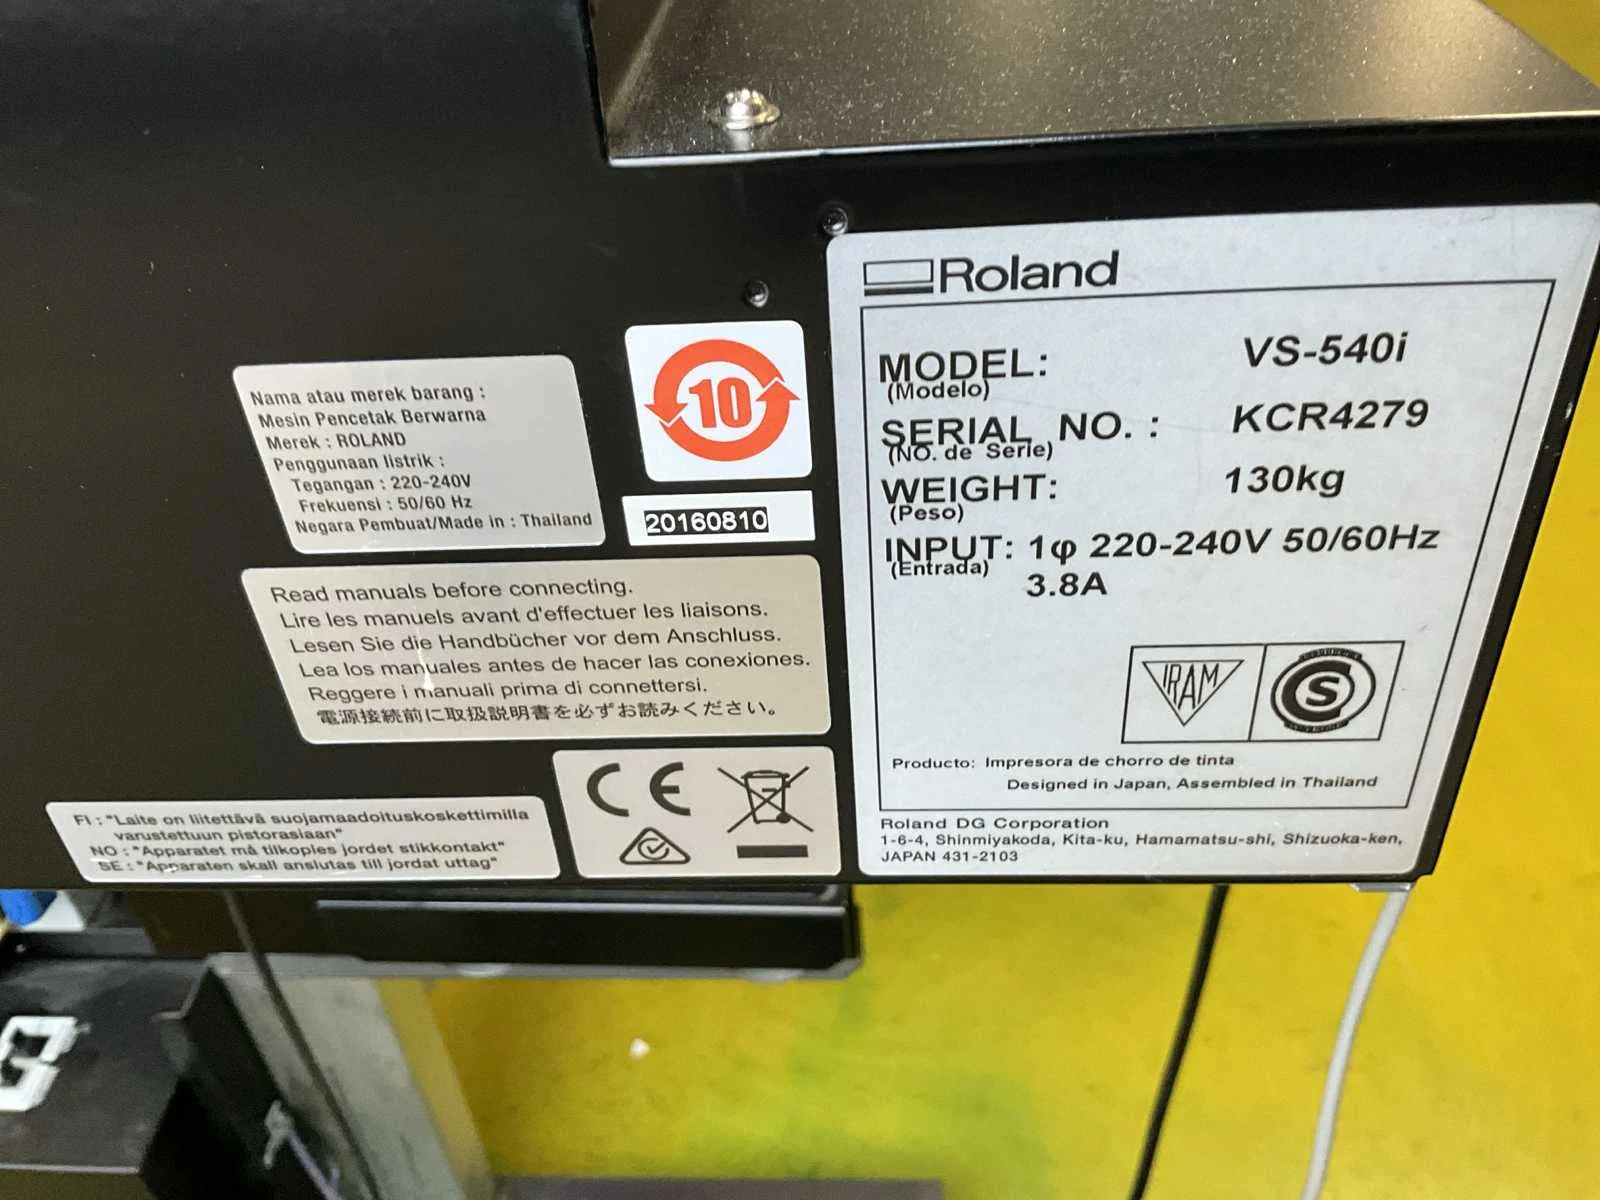 Roland
MODEL: VS-540i
(Modelo)
SERIAL NO. : KCR4279
(NO. de Serie)
WEIGHT: 130kg
(Peso)
INPUT: 1φ 220-240V 50/60Hz
(Entrada) 3.8A
IRAM
S
Producto: Impresora de chorro de tinta
Designed in Japan, Assembled in Thailand
Roland DG Corporation
1-6-4, Shinmiyakoda, Kita-ku, Hamamatsu-shi, Shizuoka-ken,
JAPAN 431-2103
Nama atau merek barang :
Mesin Pencetak Berwarna
Merek : ROLAND
Penggunaan listrik :
Tegangan : 220-240V
Frekuensi : 50/60 Hz
Negara Pembuat/Made in : Thailand
10
20160810
Read manuals before connecting.
Lire les manuels avant d'effectuer les liaisons.
Lesen Sie die Handbücher vor dem Anschluss.
Lea los manuales antes de hacer las conexiones.
Reggere i manuali prima di connettersi.
電源接続前に取扱説明書を必ずお読みください。
CE
FI : "Laite on liitettävä suojamaadoituskoskettimilla
varustettuun pistorasiaan"
NO : "Apparatet må tilkoples jordet stikkontakt"
SE : "Apparaten skall anslutas till jordat uttag"